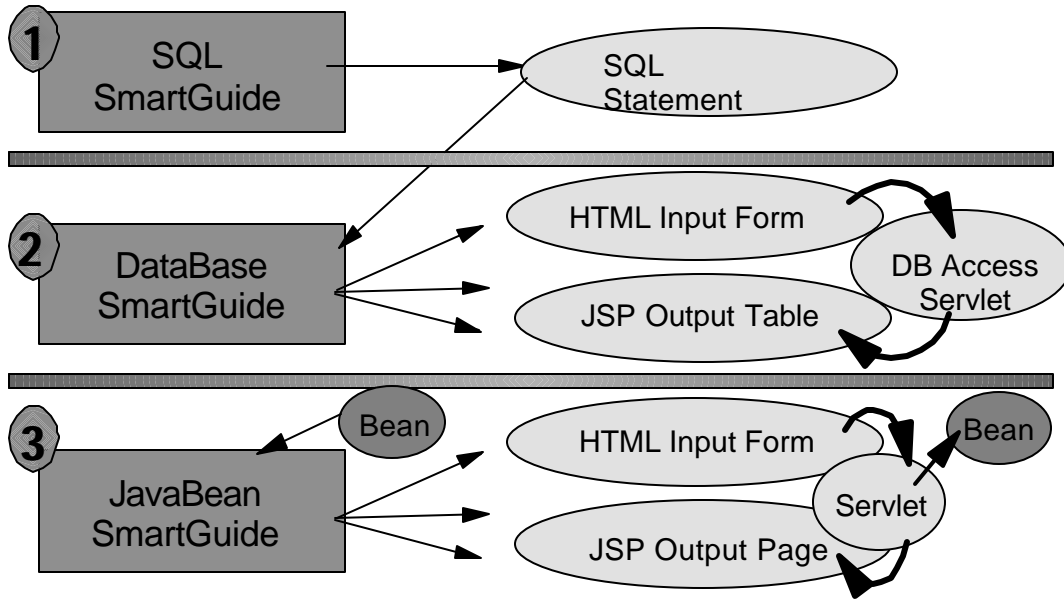 1
SQL
SmartGuide
SQL
Statement
2
DataBase
SmartGuide
HTML Input Form
DB Access
Servlet
JSP Output Table
3
Bean
JavaBean
SmartGuide
HTML Input Form
Bean
Servlet
JSP Output Page